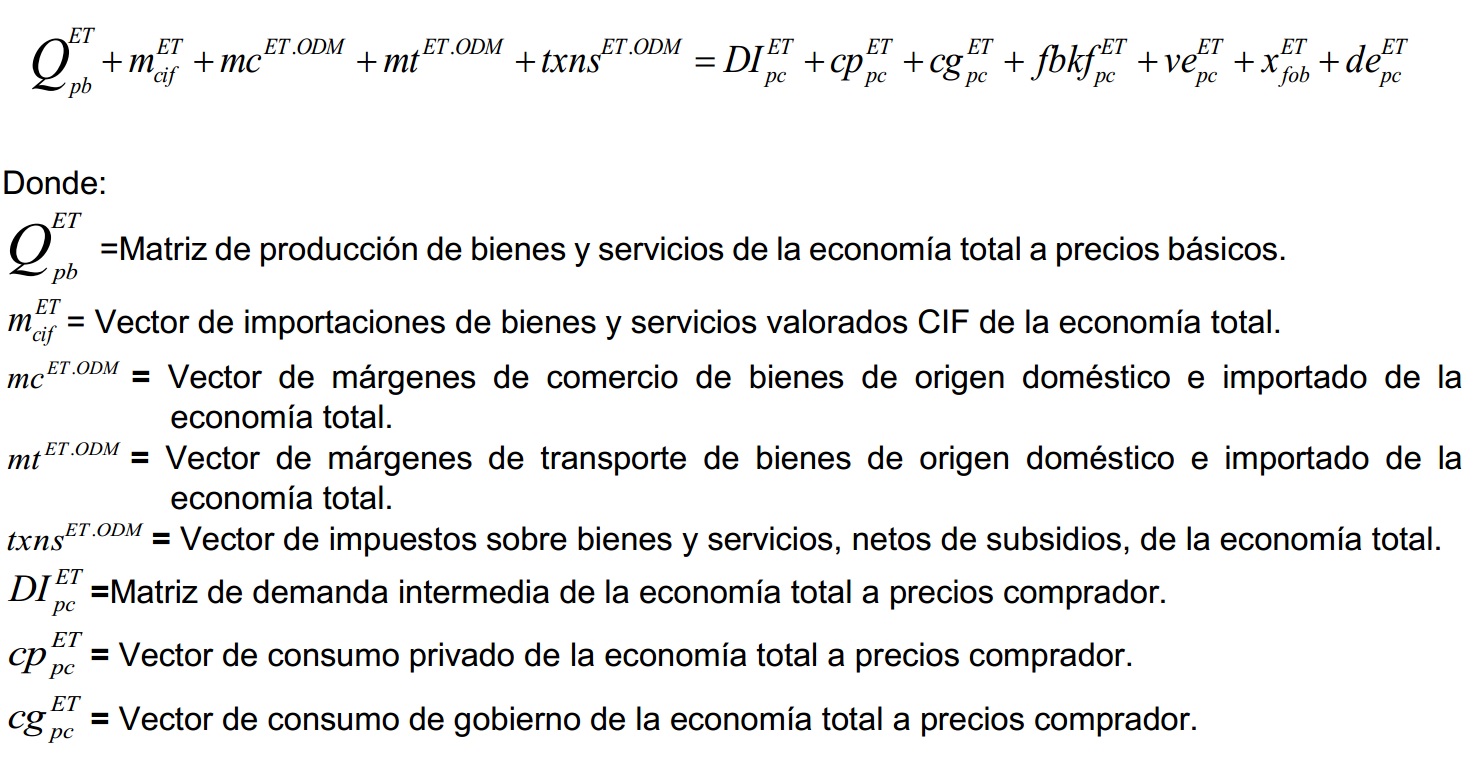 Q_{pb}^{ET} + m_{cif}^{ET} + mc^{ET.ODM} + mt^{ET.ODM} + txns^{ET.ODM} = DI_{pc}^{ET} + cp_{pc}^{ET} + cg_{pc}^{ET} + fbkf_{pc}^{ET} + ve_{pc}^{ET} + x_{fob}^{ET} + de_{pc}^{ET}
Donde:
Q_{pb}^{ET} =Matriz de producción de bienes y servicios de la economía total a precios básicos.
m_{cif}^{ET} = Vector de importaciones de bienes y servicios valorados CIF de la economía total.
mc^{ET.ODM} = Vector de márgenes de comercio de bienes de origen doméstico e importado de la
economía total.
mt^{ET.ODM} = Vector de márgenes de transporte de bienes de origen doméstico e importado de la
economía total.
txns^{ET.ODM} = Vector de impuestos sobre bienes y servicios, netos de subsidios, de la economía total.
DI_{pc}^{ET} =Matriz de demanda intermedia de la economía total a precios comprador.
cp_{pc}^{ET} = Vector de consumo privado de la economía total a precios comprador.
cg_{pc}^{ET} = Vector de consumo de gobierno de la economía total a precios comprador.